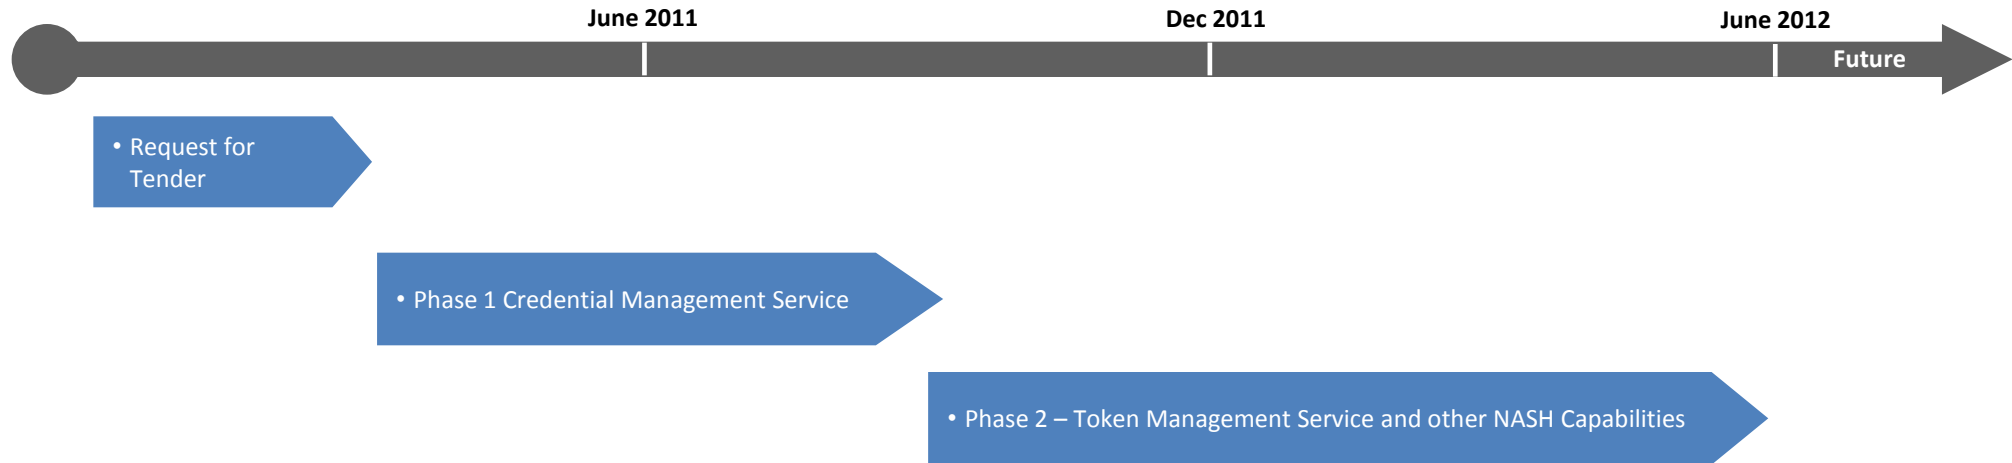 June 2011
Dec 2011
June 2012
Future
• Request for
Tender
• Phase 1 Credential Management Service
• Phase 2 – Token Management Service and other NASH Capabilities